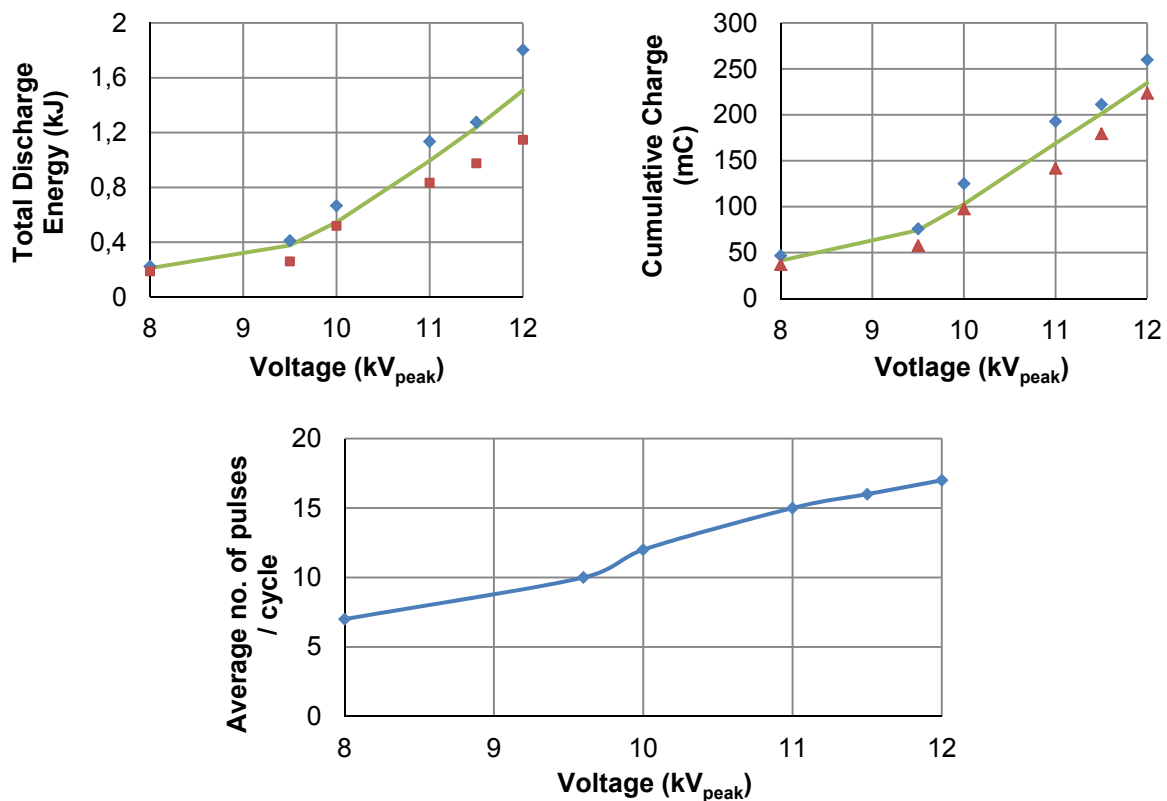 Total Discharge
Energy (kJ)
2
1,6
1,2
0,8
0,4
0
8 9 10 11 12
Voltage (kVpeak)
Cumulative Charge
(mC)
300
250
200
150
100
50
0
8 9 10 11 12
Votlage (kVpeak)
Average no. of pulses
/ cycle
20
15
10
5
0
8 9 10 11 12
Voltage (kVpeak)